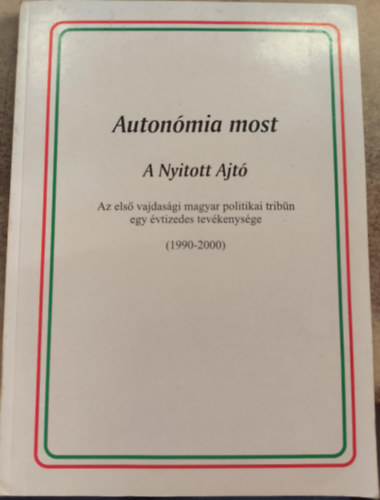 Autonómia most
A Nyitott Ajtó
Az első vajdasági magyar politikai tribün
egy évtizedes tevékenysége
(1990-2000)